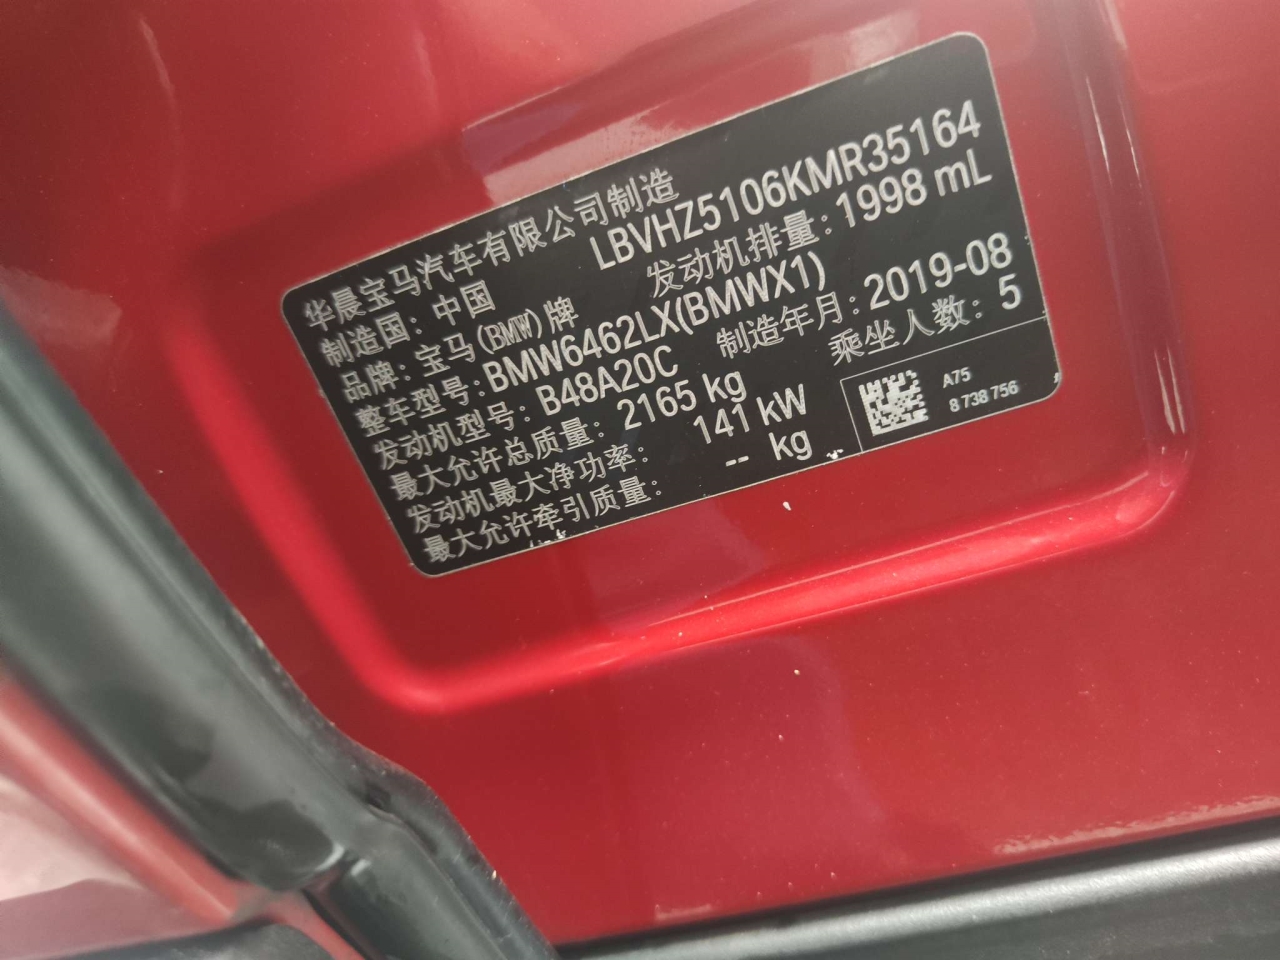 华晨宝马汽车有限公司制造
制造国：中国 LBVHZ5106KMR35164
品牌：宝马(BMW)牌 发动机排量：1998 mL
整车型号：BMW6462LX(BMWX1)
发动机型号：B48A20C 制造年月：2019-08
最大允许总质量：2165 kg 乘坐人数：5
发动机最大净功率：141 kW
最大允许牵引质量：-- kg
A75
8 738 756